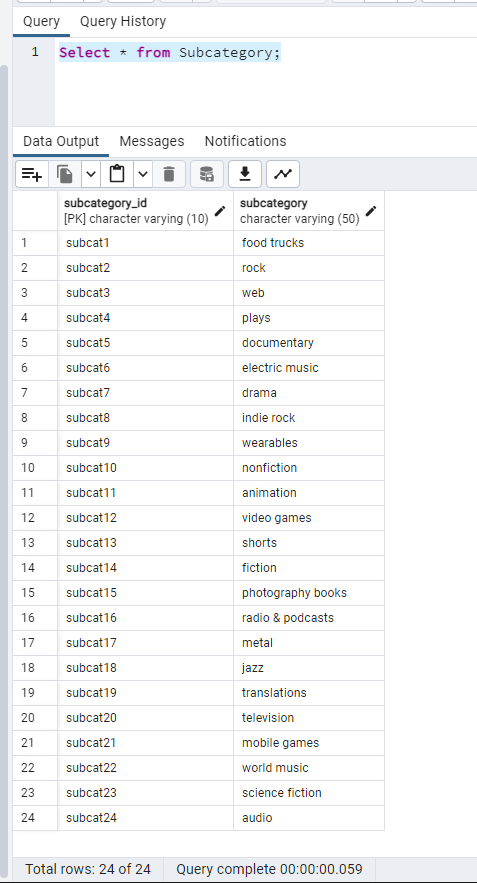 Query Query History
1 Select * from Subcategory;
Data Output Messages Notifications
subcategory_id subcategory
[PK] character varying (10) character varying (50)
1 subcat1 food trucks
2 subcat2 rock
3 subcat3 web
4 subcat4 plays
5 subcat5 documentary
6 subcat6 electric music
7 subcat7 drama
8 subcat8 indie rock
9 subcat9 wearables
10 subcat10 nonfiction
11 subcat11 animation
12 subcat12 video games
13 subcat13 shorts
14 subcat14 fiction
15 subcat15 photography books
16 subcat16 radio & podcasts
17 subcat17 metal
18 subcat18 jazz
19 subcat19 translations
20 subcat20 television
21 subcat21 mobile games
22 subcat22 world music
23 subcat23 science fiction
24 subcat24 audio
Total rows: 24 of 24 Query complete 00:00:00.059